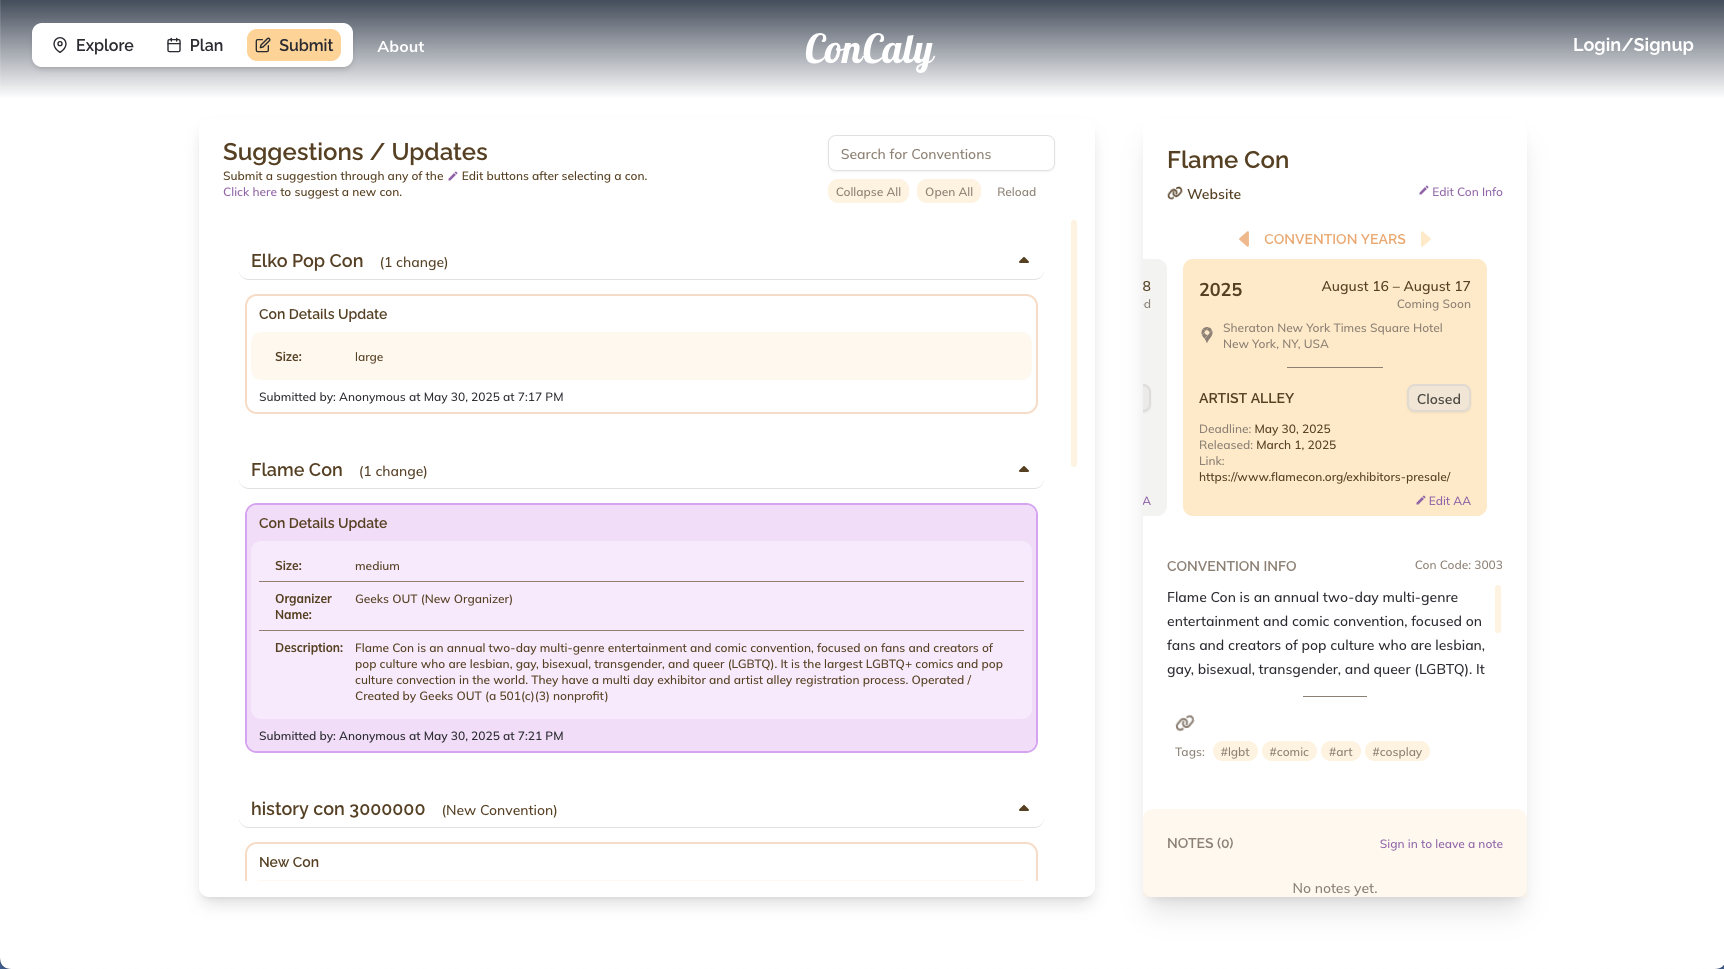 Explore
Plan
Submit
About
ConCaly
Login/Signup
Suggestions / Updates
Submit a suggestion through any of the Edit buttons after selecting a con.
Click here to suggest a new con.
Search for Conventions
Collapse All
Open All
Reload
Elko Pop Con (1 change)
Con Details Update
Size: large
Submitted by: Anonymous at May 30, 2025 at 7:17 PM
Flame Con (1 change)
Con Details Update
Size: medium
Organizer
Name:
Geeks OUT (New Organizer)
Description: Flame Con is an annual two-day multi-genre entertainment and comic convention, focused on fans and creators of
pop culture who are lesbian, gay, bisexual, transgender, and queer (LGBTQ). It is the largest LGBTQ+ comics and pop
culture convection in the world. They have a multi day exhibitor and artist alley registration process. Operated /
Created by Geeks OUT (a 501(c)(3) nonprofit)
Submitted by: Anonymous at May 30, 2025 at 7:21 PM
history con 3000000 (New Convention)
New Con
Flame Con
Website
Edit Con Info
CONVENTION YEARS
8
d
A
2025
August 16 – August 17
Coming Soon
Sheraton New York Times Square Hotel
New York, NY, USA
ARTIST ALLEY
Closed
Deadline: May 30, 2025
Released: March 1, 2025
Link:
https://www.flamecon.org/exhibitors-presale/
Edit AA
CONVENTION INFO
Con Code: 3003
Flame Con is an annual two-day multi-genre
entertainment and comic convention, focused on
fans and creators of pop culture who are lesbian,
gay, bisexual, transgender, and queer (LGBTQ). It
Tags: #lgbt #comic #art #cosplay
NOTES (0)
Sign in to leave a note
No notes yet.